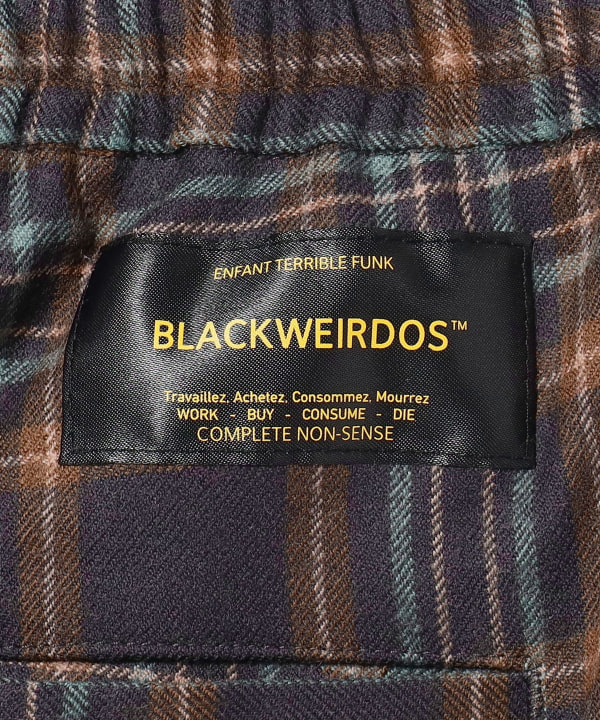 ENFANT TERRIBLE FUNK
BLACKWEIRDOS™
Travaillez, Achetez, Consommez, Mourrez
WORK - BUY - CONSUME - DIE
COMPLETE NON-SENSE